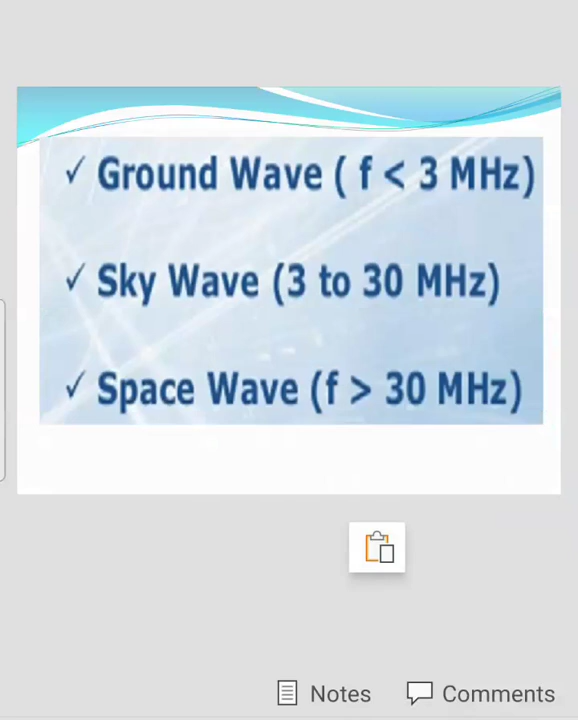 ✓ Ground Wave ( f < 3 MHz)
✓ Sky Wave (3 to 30 MHz)
✓ Space Wave (f > 30 MHz)
Notes Comments